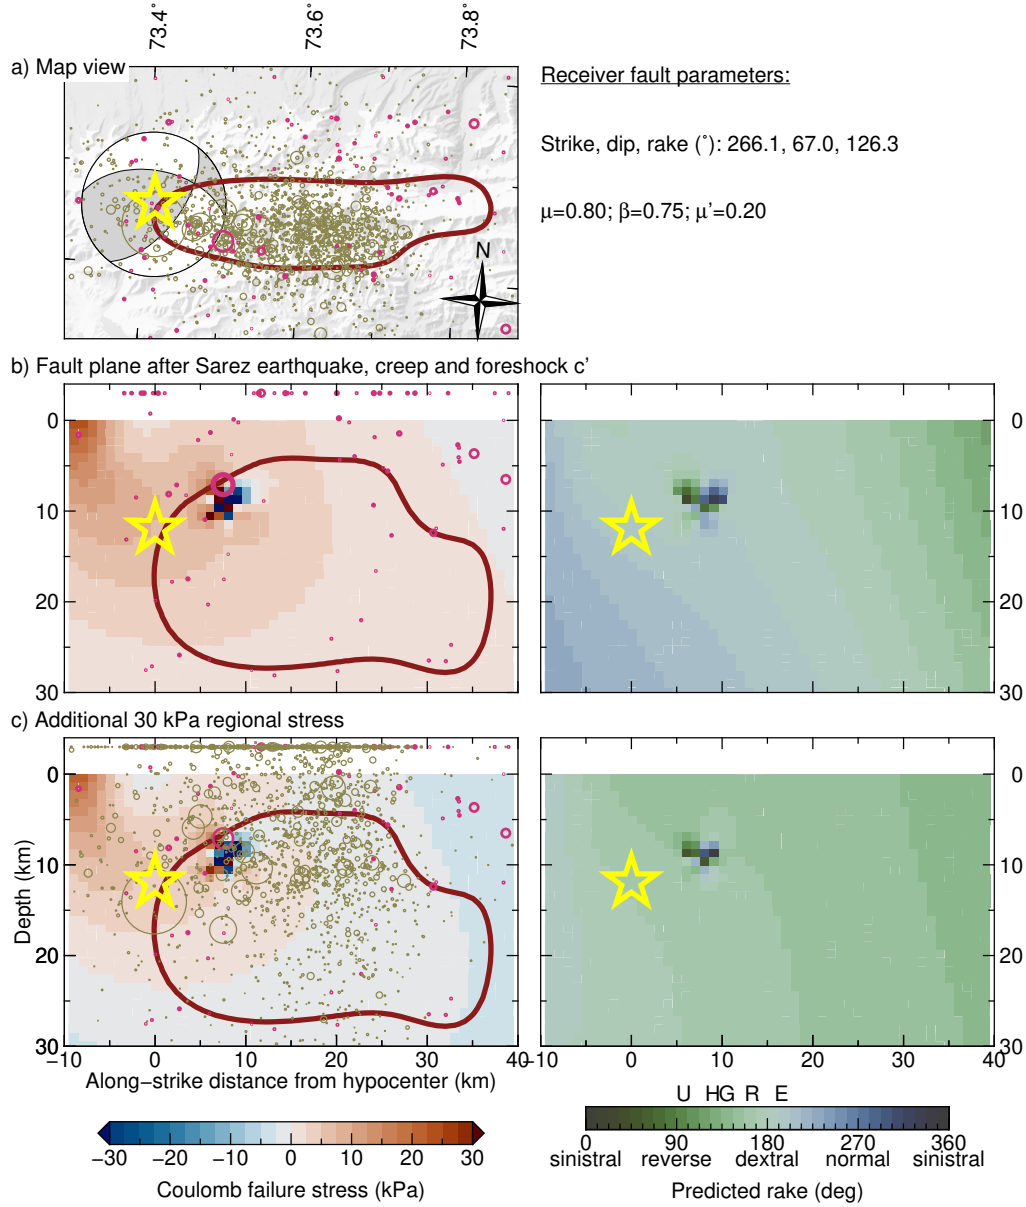 73.4°
73.6°
73.8°
a) Map view
Receiver fault parameters:
Strike, dip, rake (°): 266.1, 67.0, 126.3
μ=0.80; β=0.75; μ'=0.20
N
b) Fault plane after Sarez earthquake, creep and foreshock c'
0
10
20
30
0
10
20
30
c) Additional 30 kPa regional stress
0
10
20
30
Depth (km)
0
10
20
30
−10 0 10 20 30 40
−10 0 10 20 30 40
Along−strike distance from hypocenter (km)
U HG R E
−30 −20 −10 0 10 20 30
Coulomb failure stress (kPa)
0 90 180 270 360
sinistral reverse dextral normal sinistral
Predicted rake (deg)